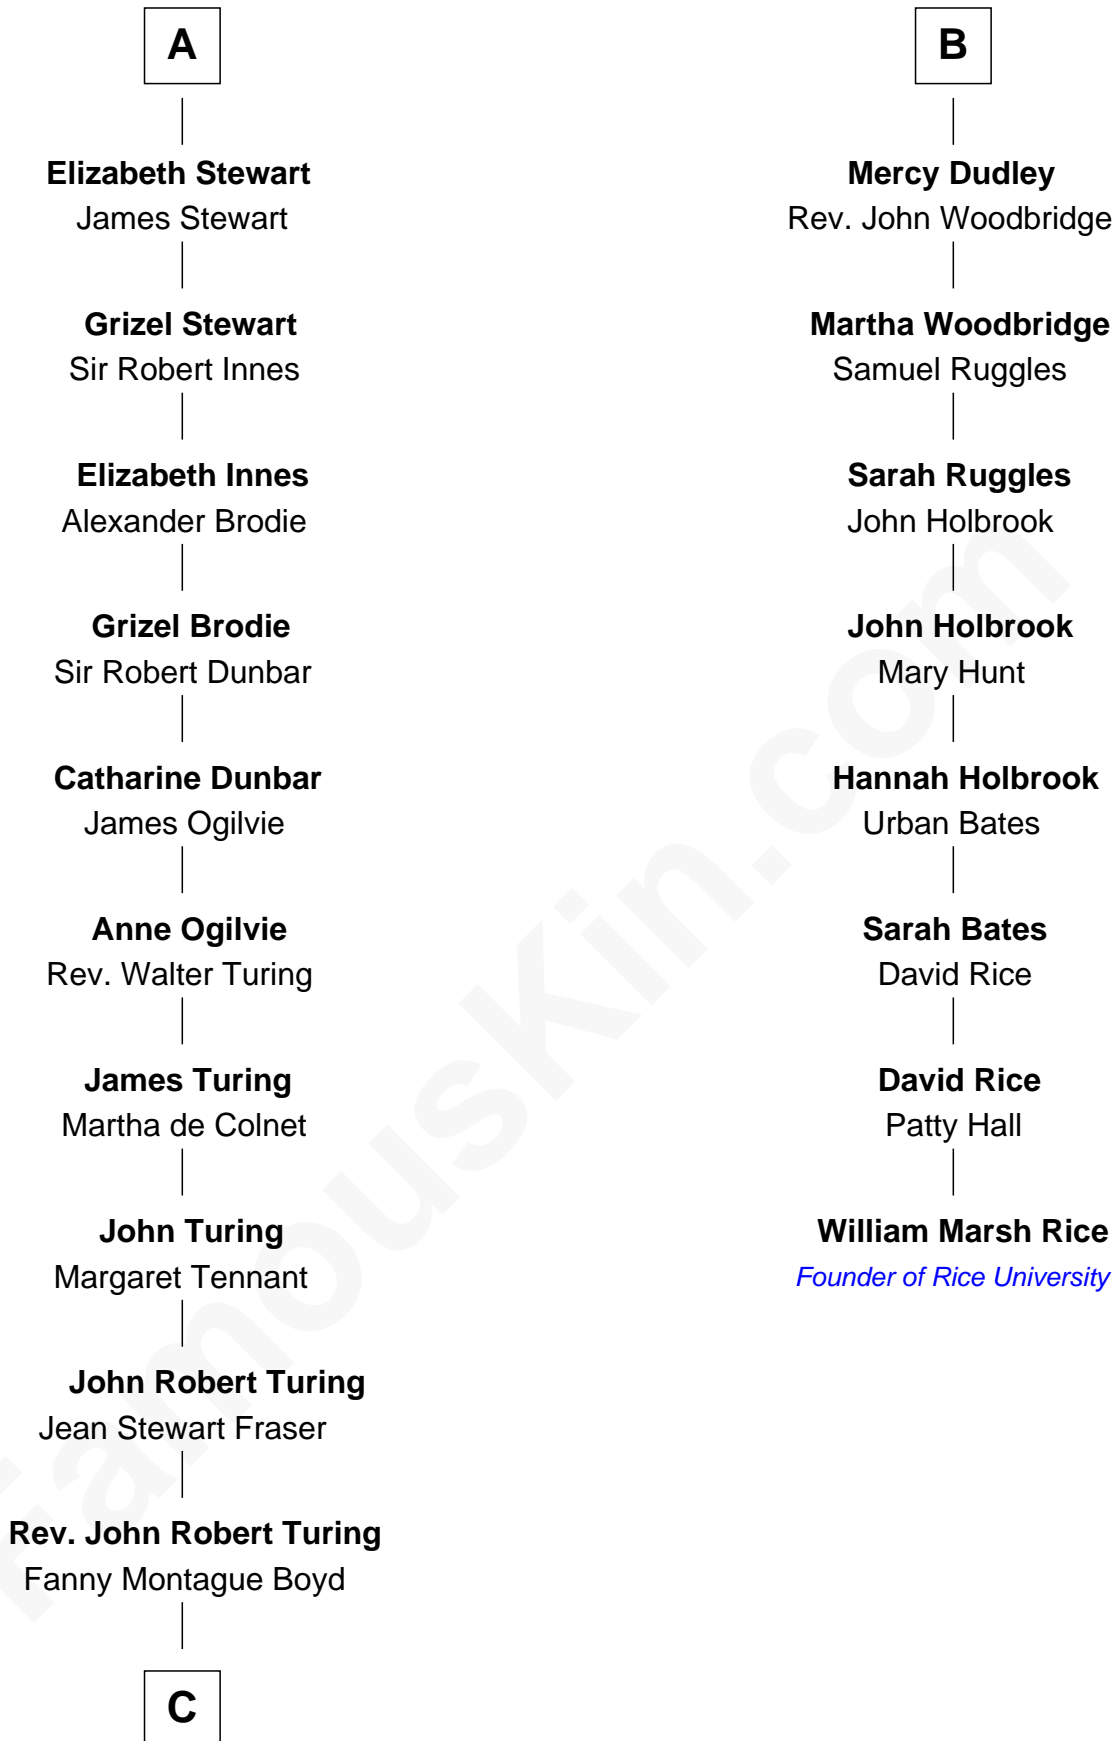 A
Elizabeth Stewart
James Stewart
Grizel Stewart
Sir Robert Innes
Elizabeth Innes
Alexander Brodie
Grizel Brodie
Sir Robert Dunbar
Catharine Dunbar
James Ogilvie
Anne Ogilvie
Rev. Walter Turing
James Turing
Martha de Colnet
John Turing
Margaret Tennant
John Robert Turing
Jean Stewart Fraser
Rev. John Robert Turing
Fanny Montague Boyd
C
B
Mercy Dudley
Rev. John Woodbridge
Martha Woodbridge
Samuel Ruggles
Sarah Ruggles
John Holbrook
John Holbrook
Mary Hunt
Hannah Holbrook
Urban Bates
Sarah Bates
David Rice
David Rice
Patty Hall
William Marsh Rice
Founder of Rice University
FamousKin.com